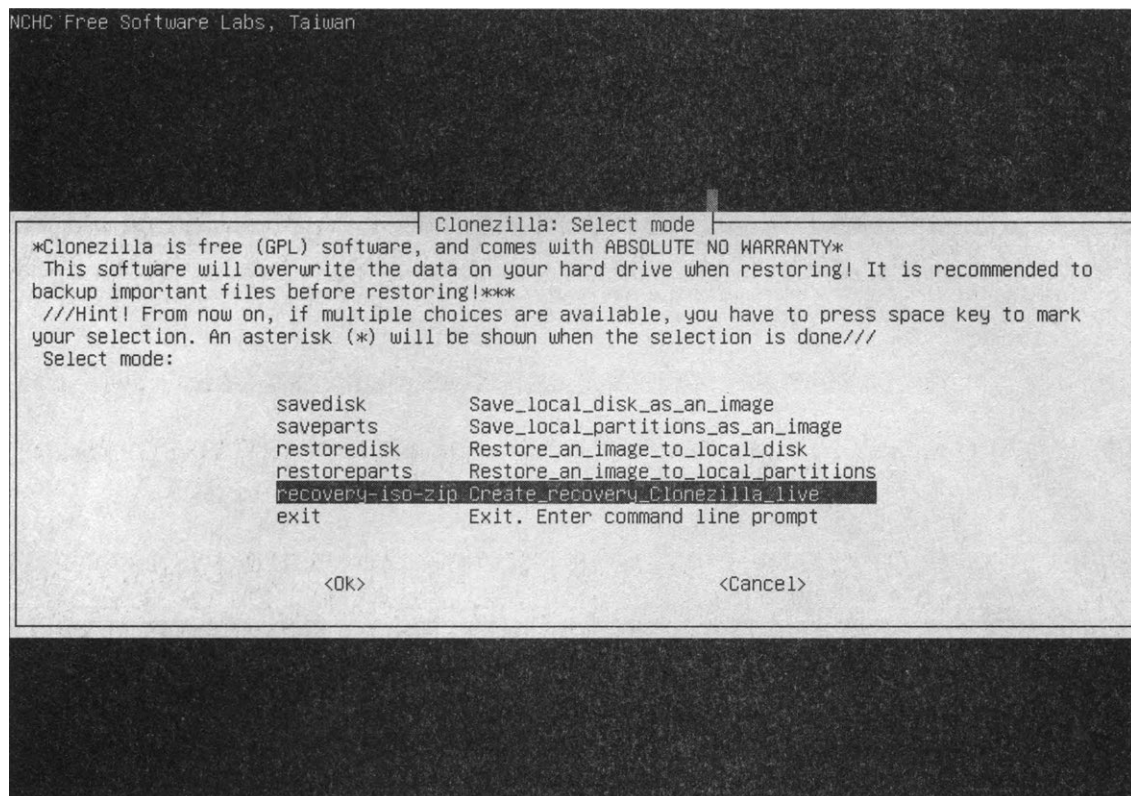 NCHC Free Software Labs, Taiwan
Clonezilla: Select mode
*Clonezilla is free (GPL) software, and comes with ABSOLUTE NO WARRANTY*
This software will overwrite the data on your hard drive when restoring! It is recommended to
backup important files before restoring!***
///Hint! From now on, if multiple choices are available, you have to press space key to mark
your selection. An asterisk (*) will be shown when the selection is done///
Select mode:
savedisk Save_local_disk_as_an_image
saveparts Save_local_partitions_as_an_image
restoredisk Restore_an_image_to_local_disk
restoreparts Restore_an_image_to_local_partitions
recovery-iso-zip Create_recovery_Clonezilla_live
exit Exit. Enter command line prompt
<Ok> <Cancel>